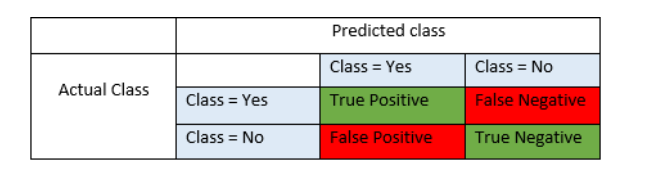 Predicted class
Class = Yes Class = No
Actual Class
Class = Yes True Positive False Negative
Class = No False Positive True Negative